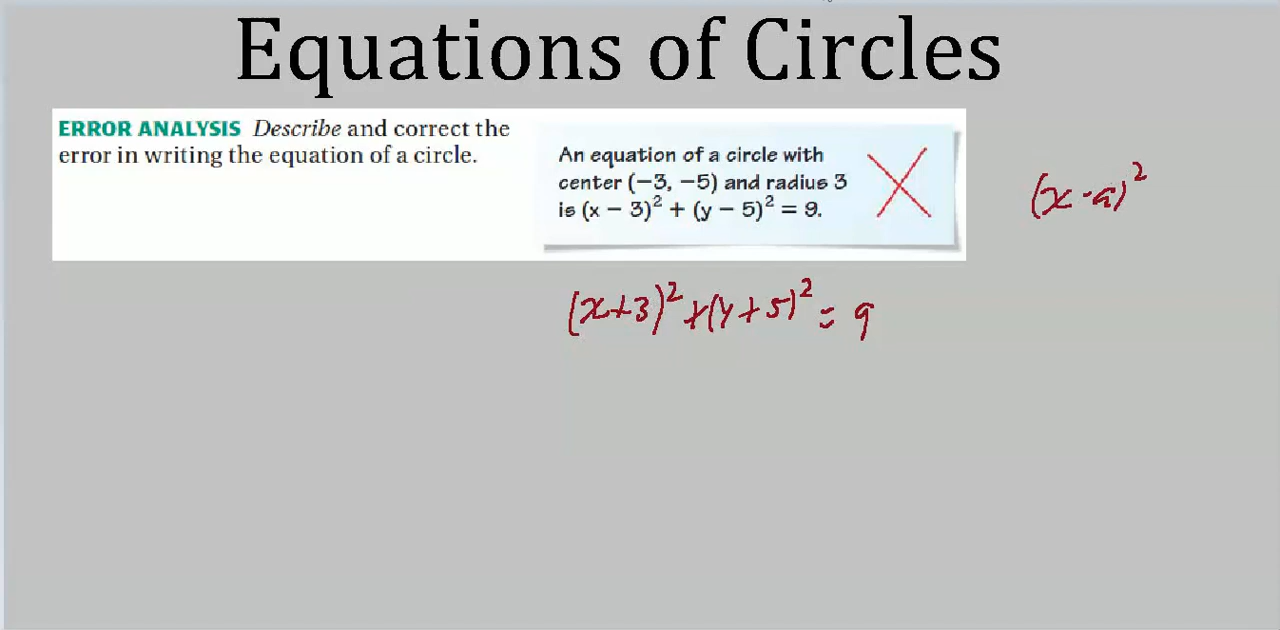 Equations of Circles
ERROR ANALYSIS Describe and correct the
error in writing the equation of a circle.
An equation of a circle with
center (−3, −5) and radius 3
is (x − 3)² + (y − 5)² = 9.
(x-a)²
(x+3)²+(y+5)²=9